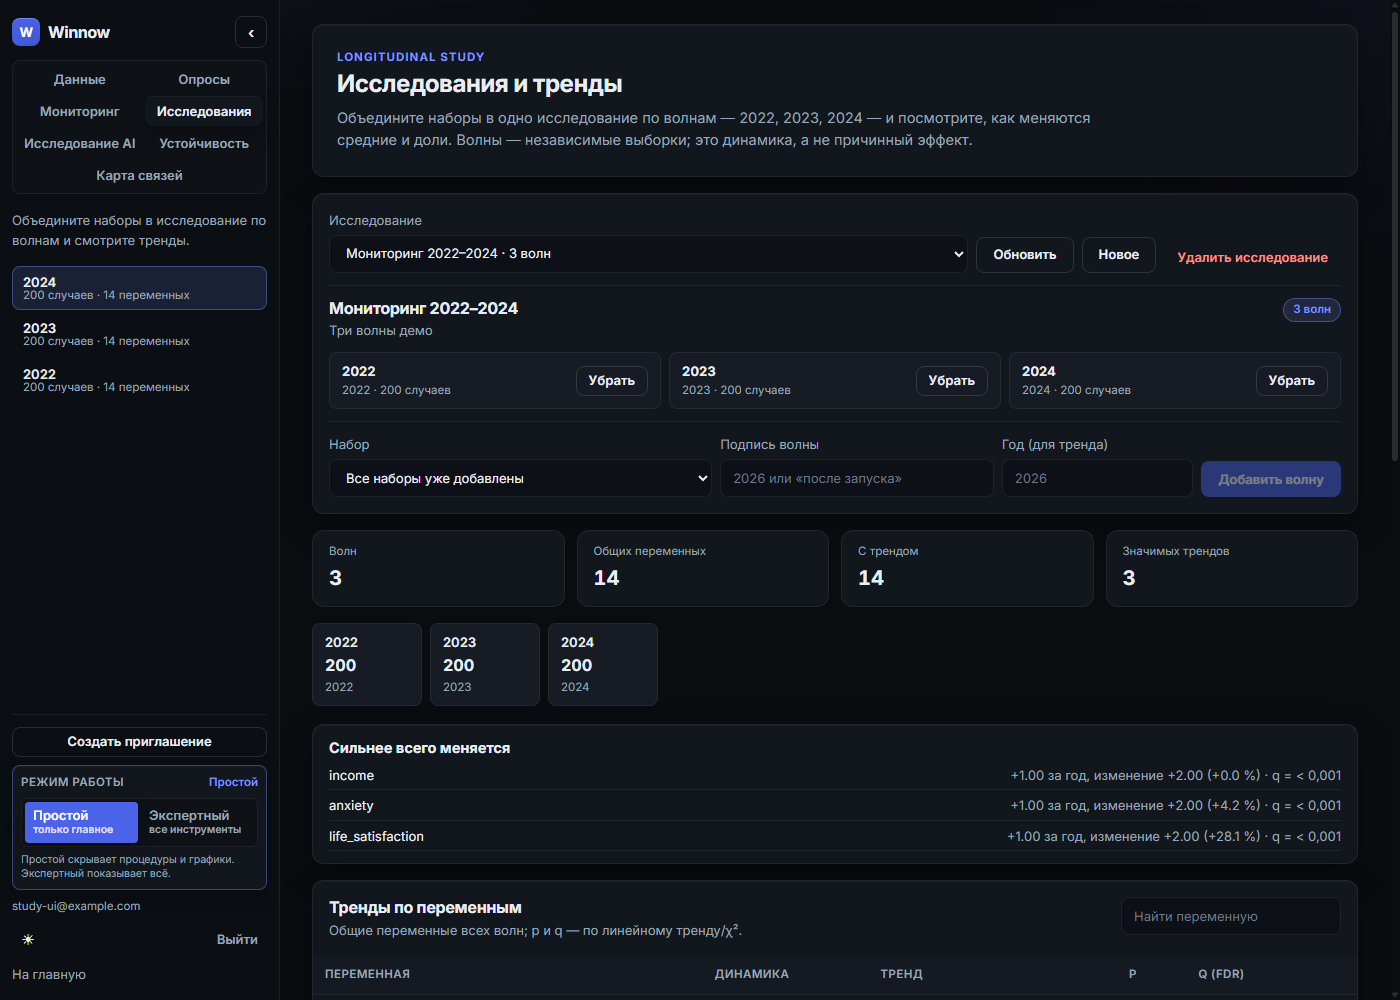 W Winnow ‹
Данные Опросы
Мониторинг Исследования
Исследование AI Устойчивость
Карта связей
Объедините наборы в исследование по
волнам и смотрите тренды.
2024
200 случаев · 14 переменных
2023
200 случаев · 14 переменных
2022
200 случаев · 14 переменных
Создать приглашение
РЕЖИМ РАБОТЫ Простой
Простой Экспертный
только главное все инструменты
Простой скрывает процедуры и графики.
Экспертный показывает всё.
study-ui@example.com
Выйти
На главную
LONGITUDINAL STUDY
Исследования и тренды
Объедините наборы в одно исследование по волнам — 2022, 2023, 2024 — и посмотрите, как меняются
средние и доли. Волны — независимые выборки; это динамика, а не причинный эффект.
Исследование
Мониторинг 2022–2024 · 3 волн Обновить Новое Удалить исследование
Мониторинг 2022–2024 3 волн
Три волны демо
2022 Убрать 2023 Убрать 2024 Убрать
2022 · 200 случаев 2023 · 200 случаев 2024 · 200 случаев
Набор Подпись волны Год (для тренда)
Все наборы уже добавлены 2026 или «после запуска» 2026 Добавить волну
Волн Общих переменных С трендом Значимых трендов
3 14 14 3
2022 2023 2024
200 200 200
2022 2023 2024
Сильнее всего меняется
income +1.00 за год, изменение +2.00 (+0.0 %) · q = < 0,001
anxiety +1.00 за год, изменение +2.00 (+4.2 %) · q = < 0,001
life_satisfaction +1.00 за год, изменение +2.00 (+28.1 %) · q = < 0,001
Тренды по переменным Найти переменную
Общие переменные всех волн; p и q — по линейному тренду/χ².
ПЕРЕМЕННАЯ ДИНАМИКА ТРЕНД P Q (FDR)